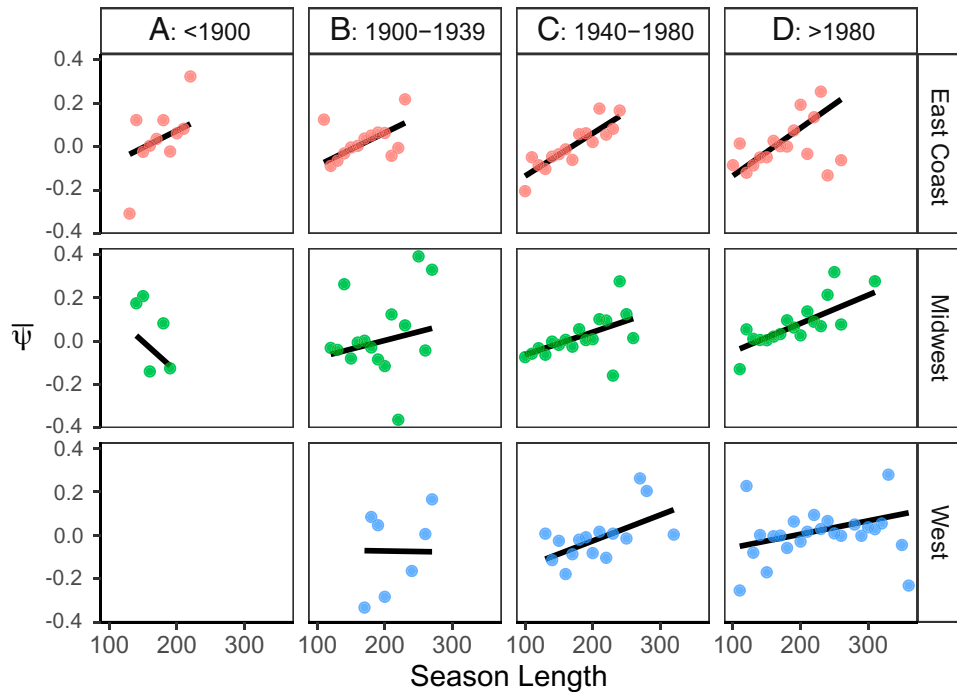 A: <1900
B: 1900−1939
C: 1940−1980
D: >1980
0.4
0.2
0.0
-0.2
-0.4
East Coast
ψ̅
0.4
0.2
0.0
-0.2
-0.4
Midwest
0.4
0.2
0.0
-0.2
-0.4
West
100 200 300
100 200 300
100 200 300
100 200 300
Season Length